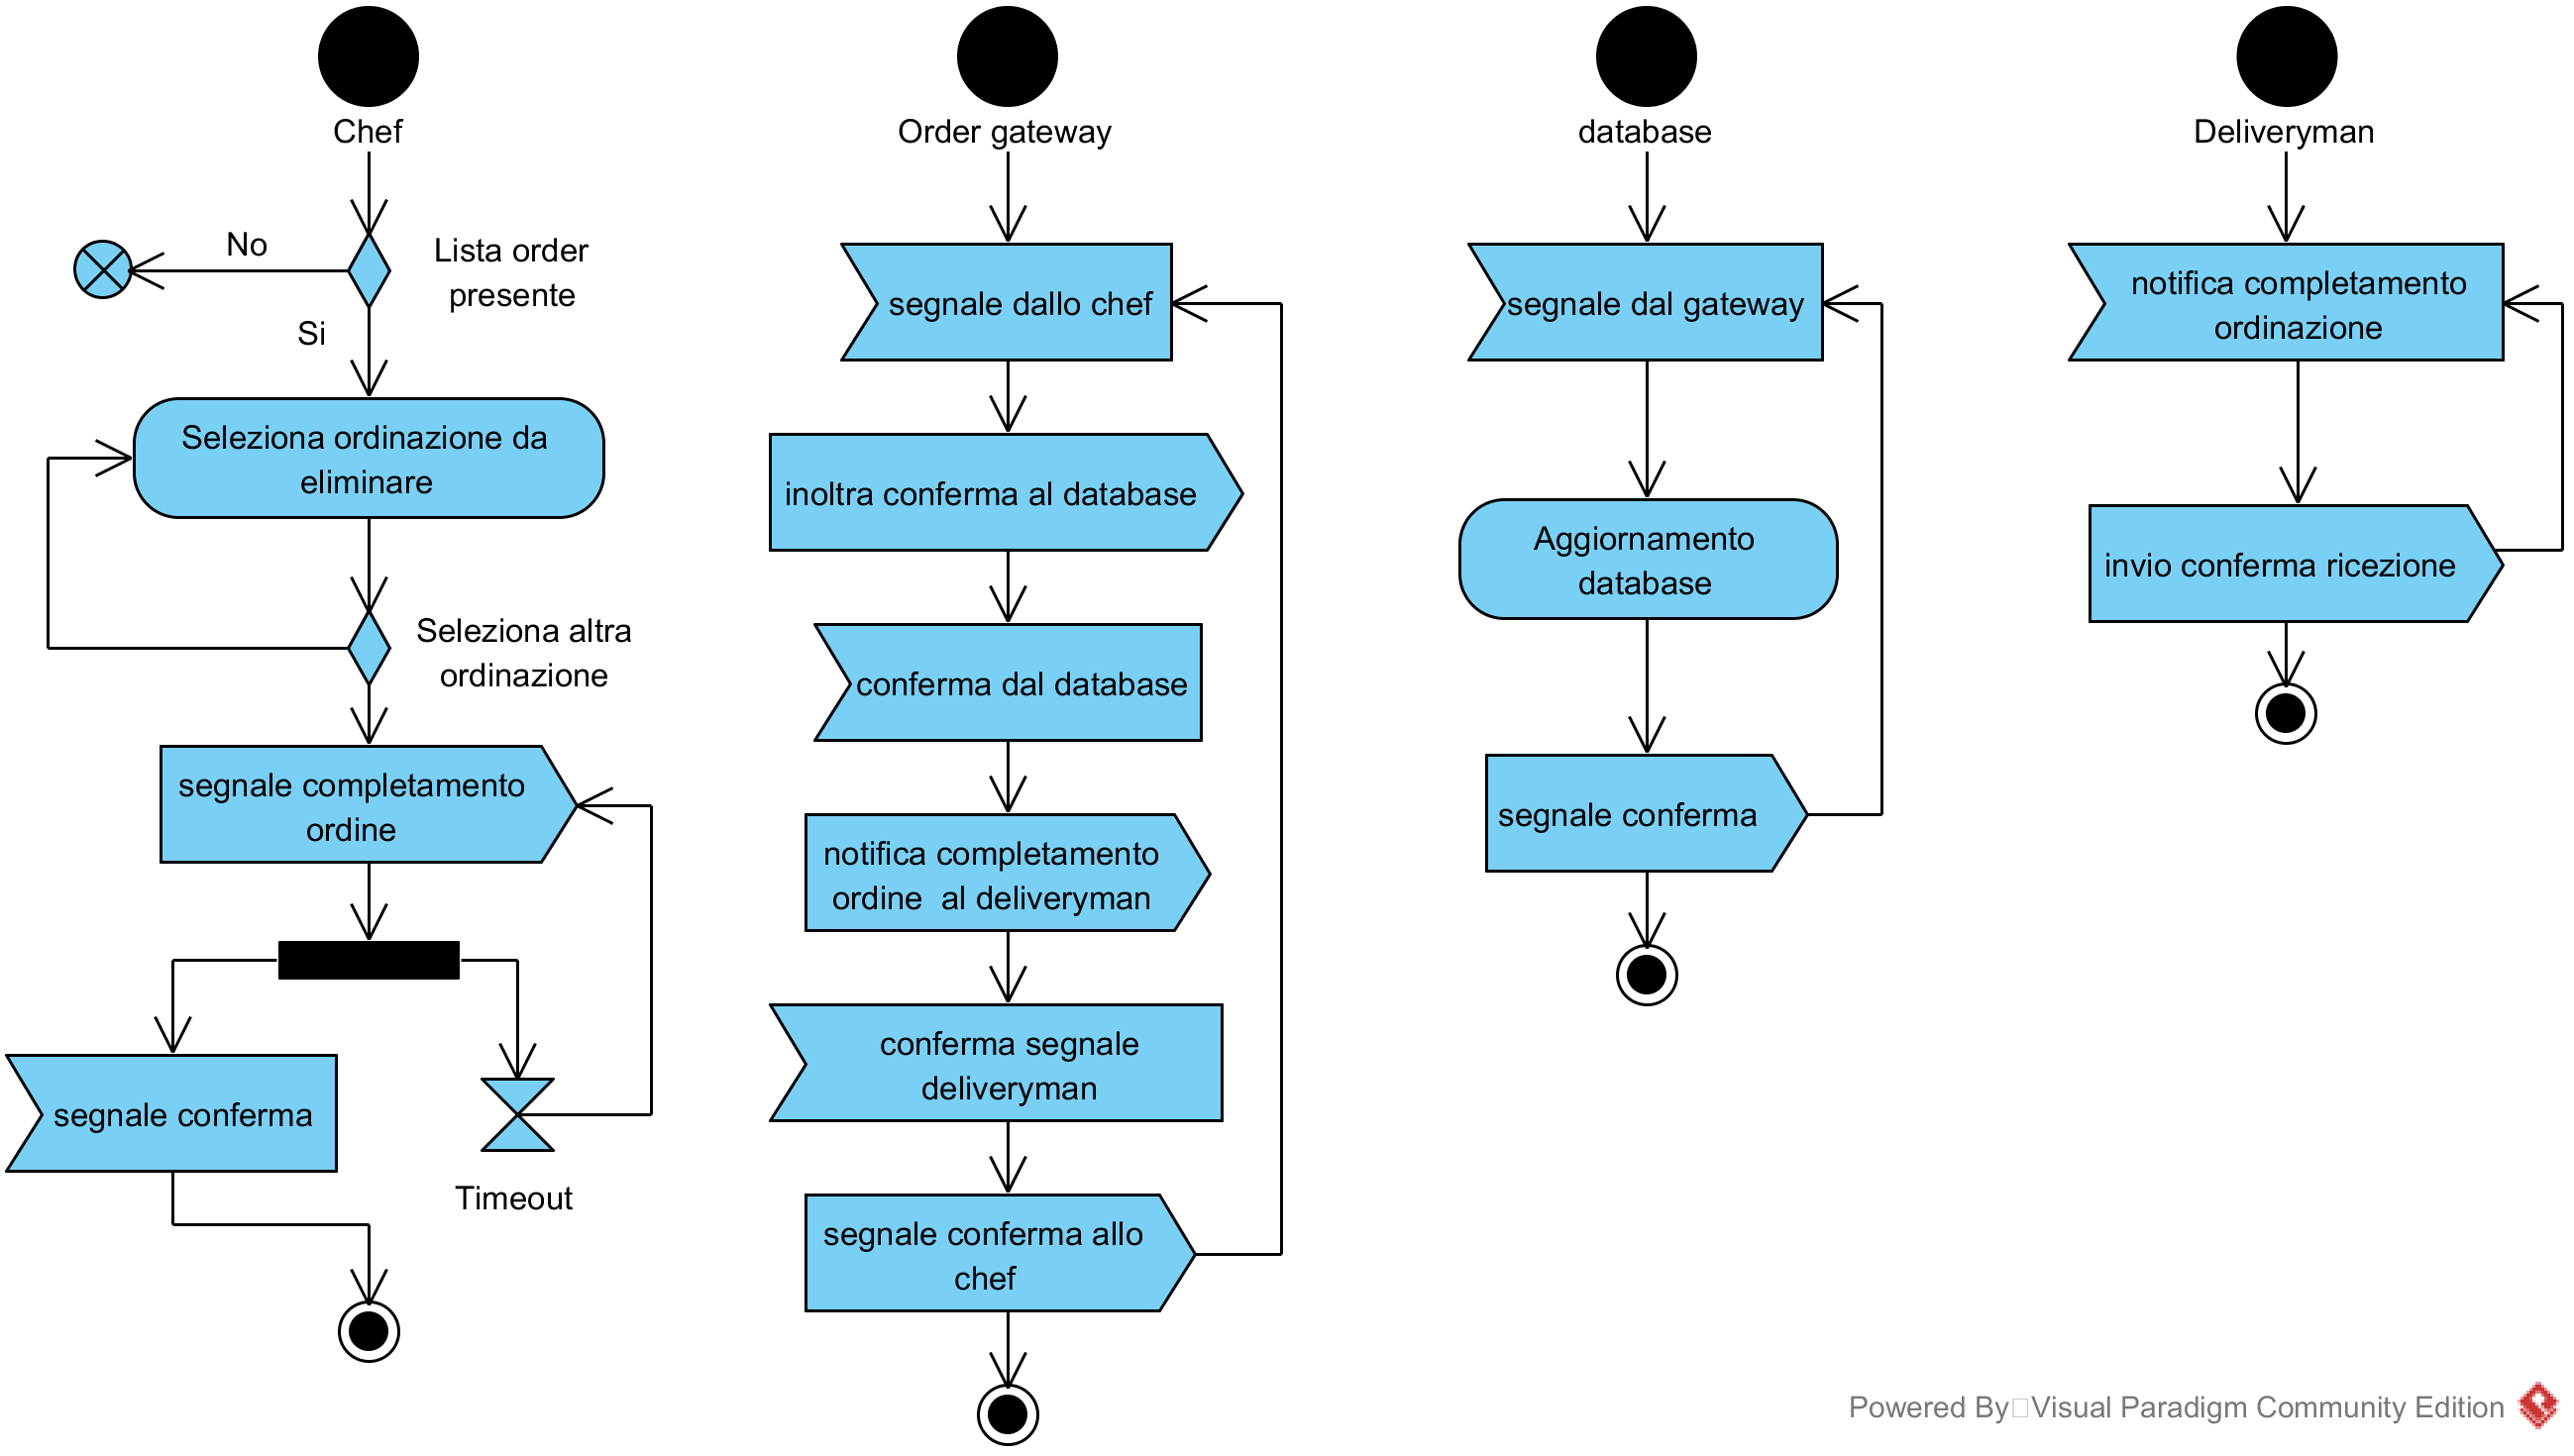 Chef
No
Lista order
presente
Si
Seleziona ordinazione da
eliminare
Seleziona altra
ordinazione
segnale completamento
ordine
segnale conferma
Timeout
Order gateway
segnale dallo chef
inoltra conferma al database
conferma dal database
notifica completamento
ordine  al deliveryman
conferma segnale
deliveryman
segnale conferma allo
chef
database
segnale dal gateway
Aggiornamento
database
segnale conferma
Deliveryman
notifica completamento
ordinazione
invio conferma ricezione
Powered By Visual Paradigm Community Edition